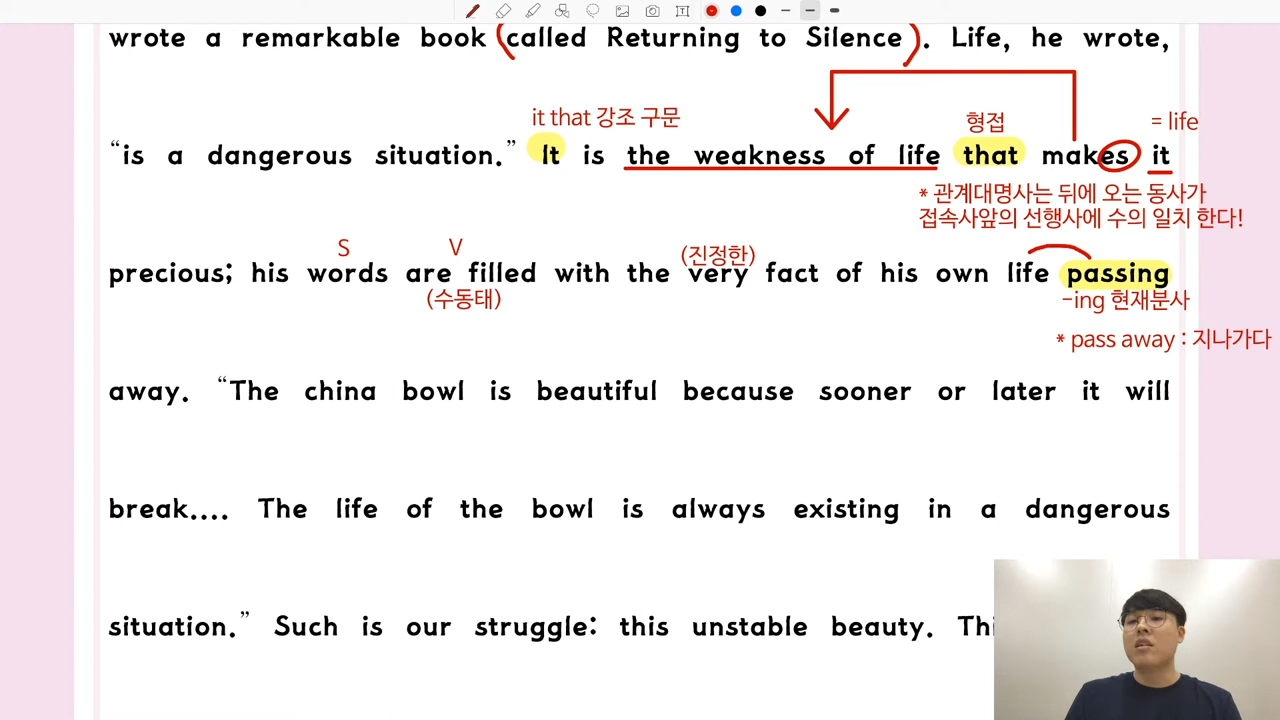 wrote a remarkable book (called Returning to Silence). Life, he wrote,
it that 강조 구문
형접
= life
“is a dangerous situation.” It is the weakness of life that makes it
* 관계대명사는 뒤에 오는 동사가
접속사앞의 선행사에 수의 일치 한다!
S
V
(진정한)
precious; his words are filled with the very fact of his own life passing
(수동태)
-ing 현재분사
* pass away : 지나가다
away. “The china bowl is beautiful because sooner or later it will
break.... The life of the bowl is always existing in a dangerous
situation.” Such is our struggle: this unstable beauty.